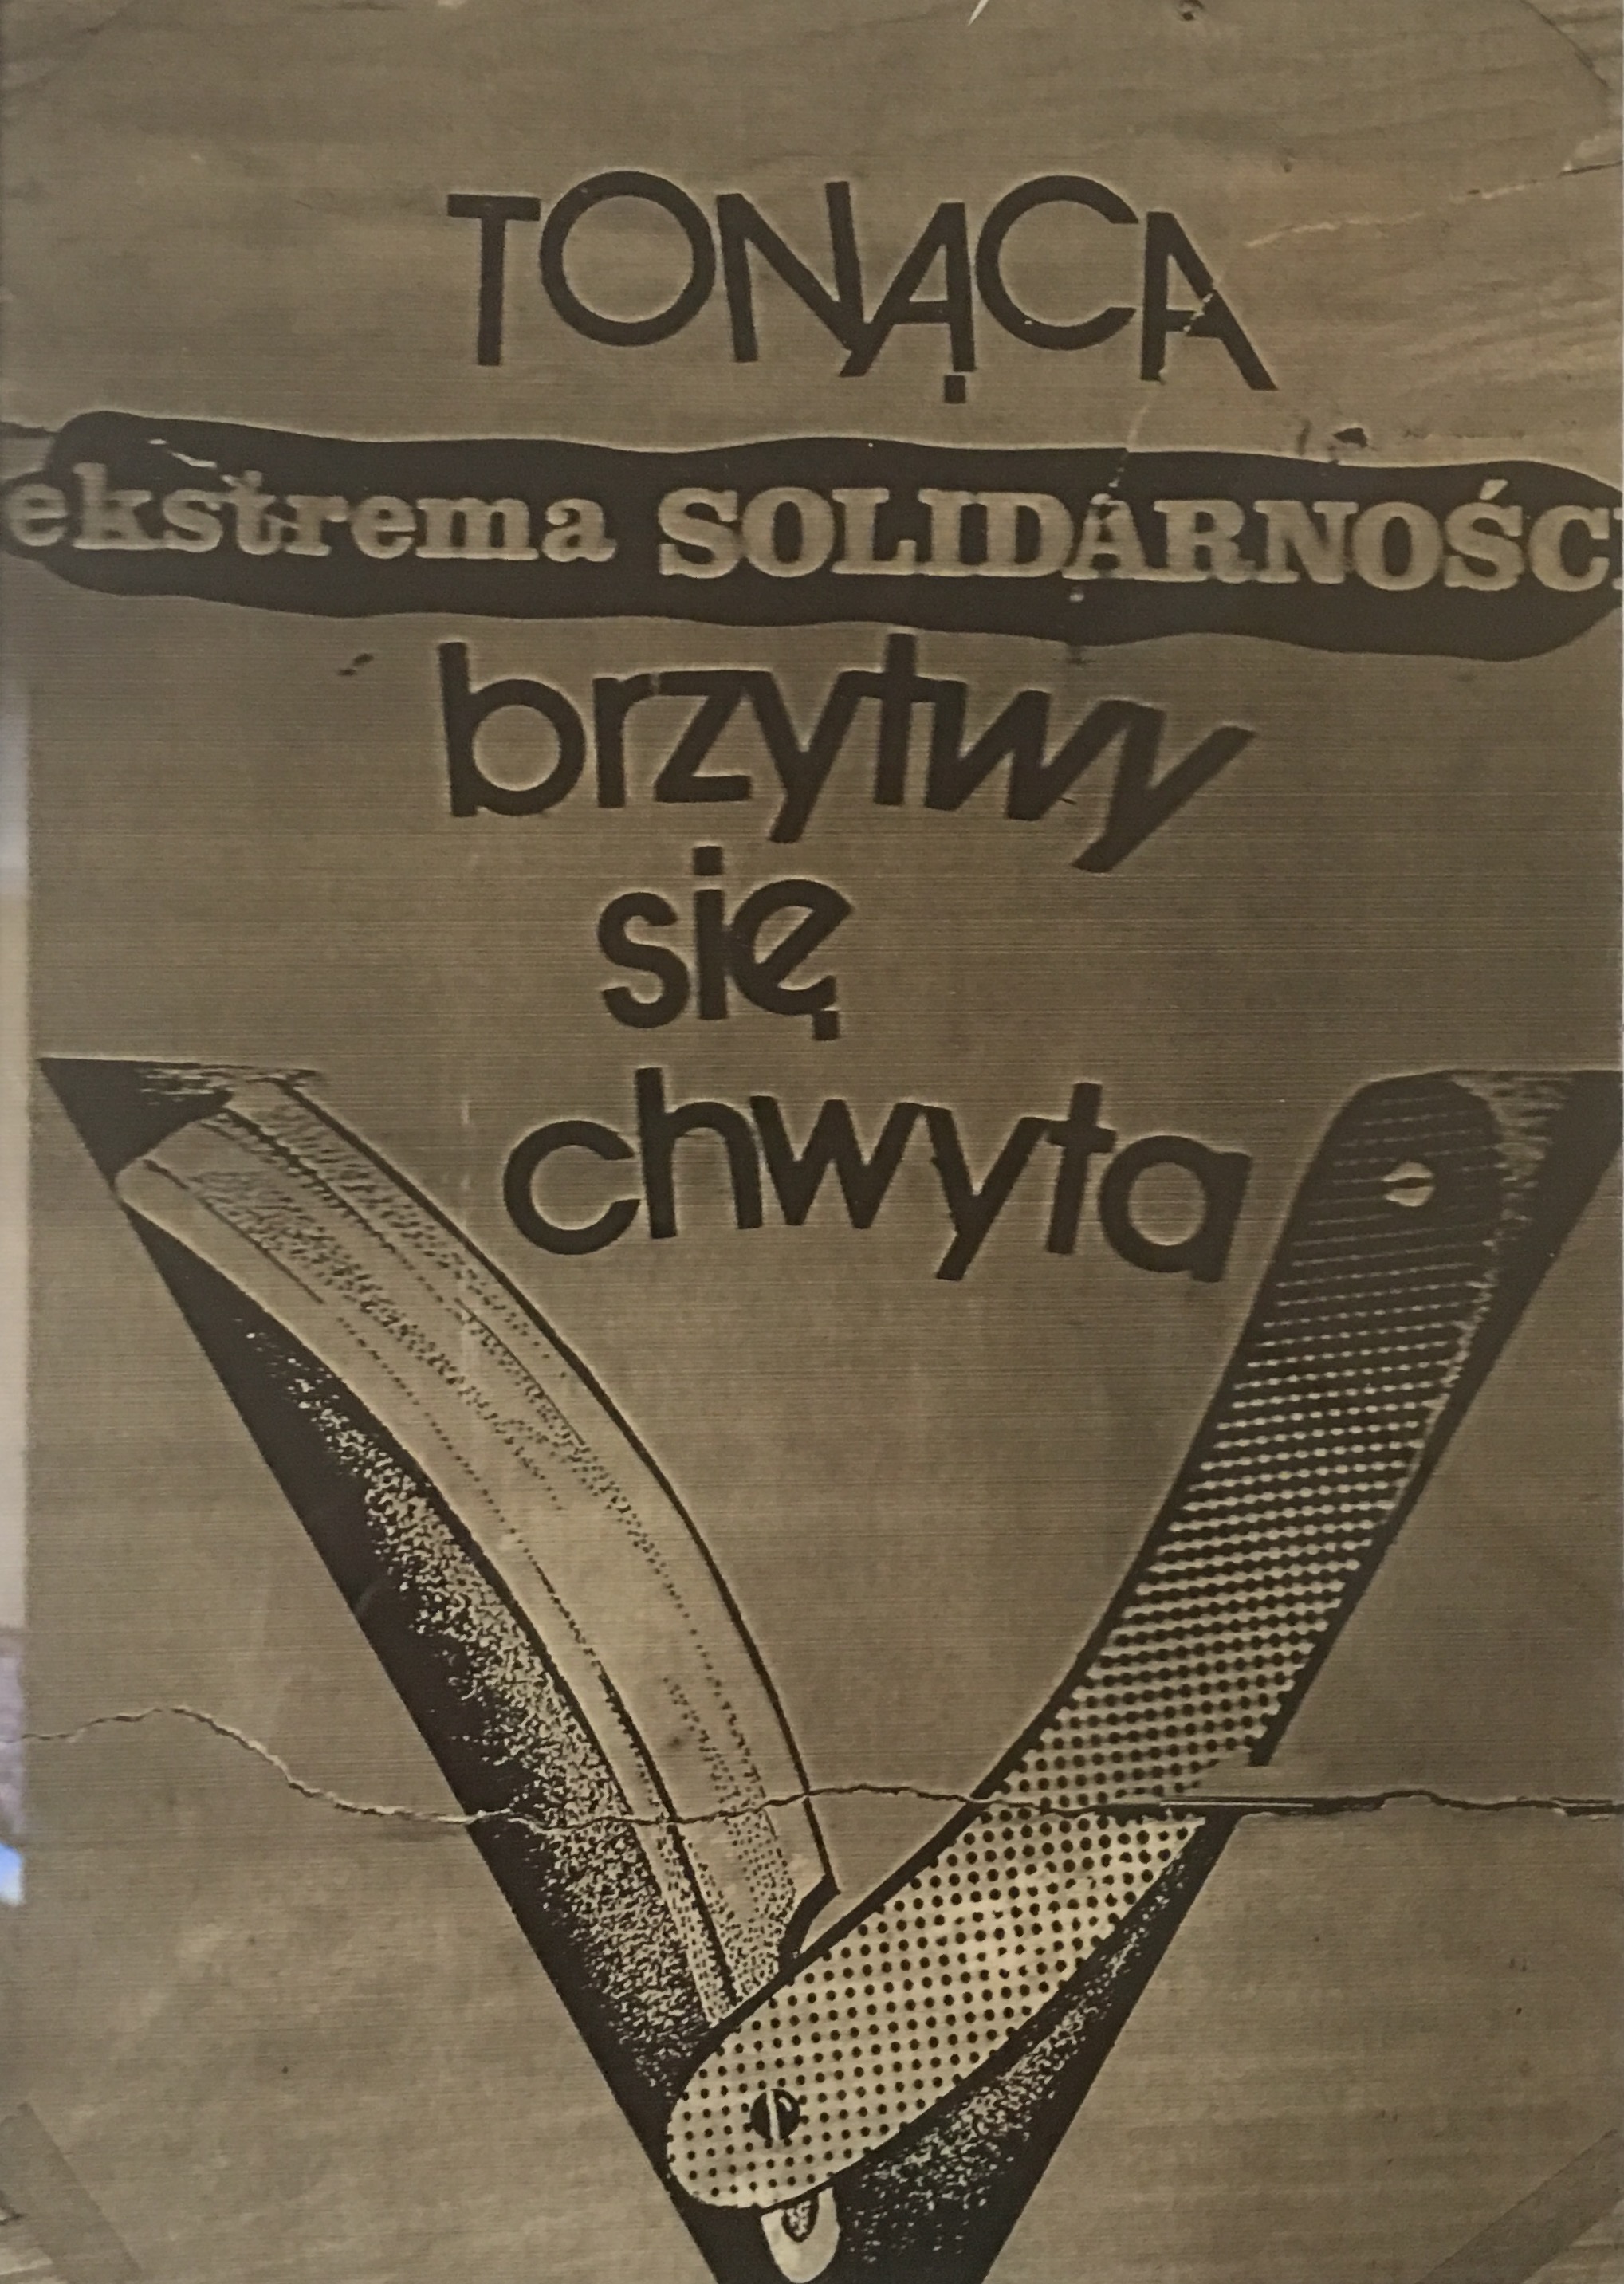 TONĄCA
ekstrema SOLIDARNOŚCI
brzytwy
się
chwyta